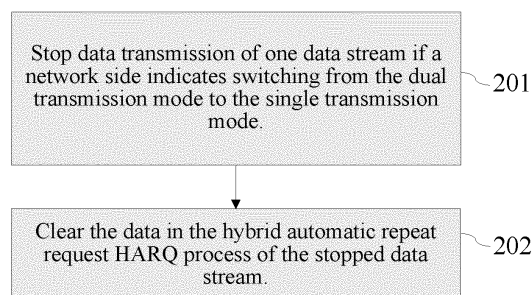 Stop data transmission of one data stream if a
network side indicates switching from the dual
transmission mode to the single transmission
mode.
201
Clear the data in the hybrid automatic repeat
request HARQ process of the stopped data
stream.
202